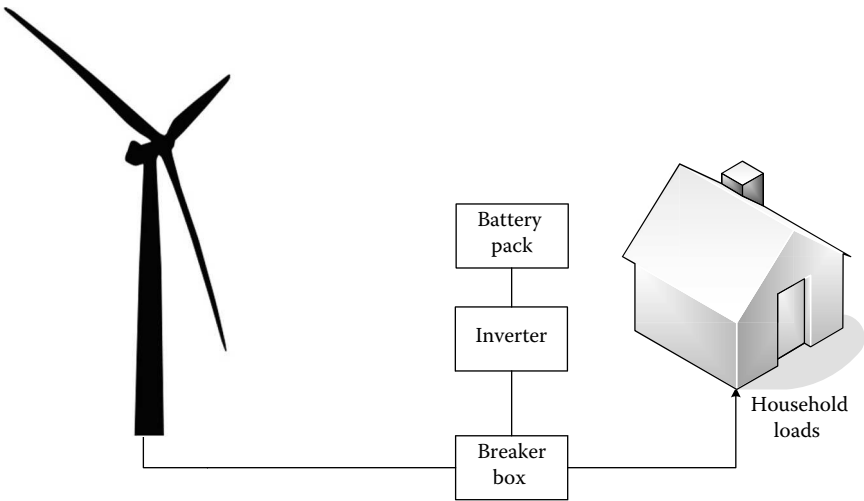 Battery
pack
Inverter
Breaker
box
Household
loads